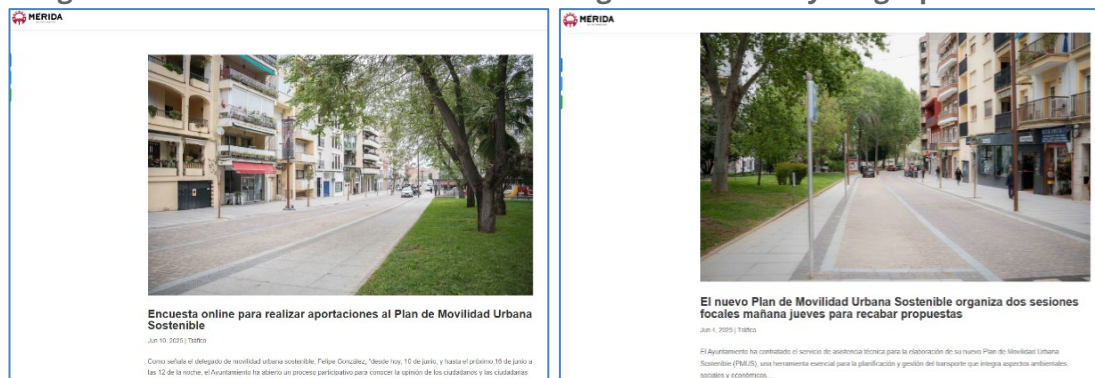 MÉRIDA
Encuesta online para realizar aportaciones al Plan de Movilidad Urbana
Sostenible
Jun 10, 2025 | Tráfico
Como señala el delegado de movilidad urbana sostenible, Felipe González, "desde hoy, 10 de junio, y hasta el próximo 16 de junio a
las 12 de la noche, el Ayuntamiento ha abierto un proceso participativo para conocer la opinión de los ciudadanos y las ciudadanas
MÉRIDA
El nuevo Plan de Movilidad Urbana Sostenible organiza dos sesiones
focales mañana jueves para recabar propuestas
Jun 4, 2025 | Tráfico
El Ayuntamiento ha contratado el servicio de asistencia técnica para la elaboración de su nuevo Plan de Movilidad Urbana
Sostenible (PMUS), una herramienta esencial para la planificación y gestión del transporte que integra aspectos ambientales,
sociales y económicos...